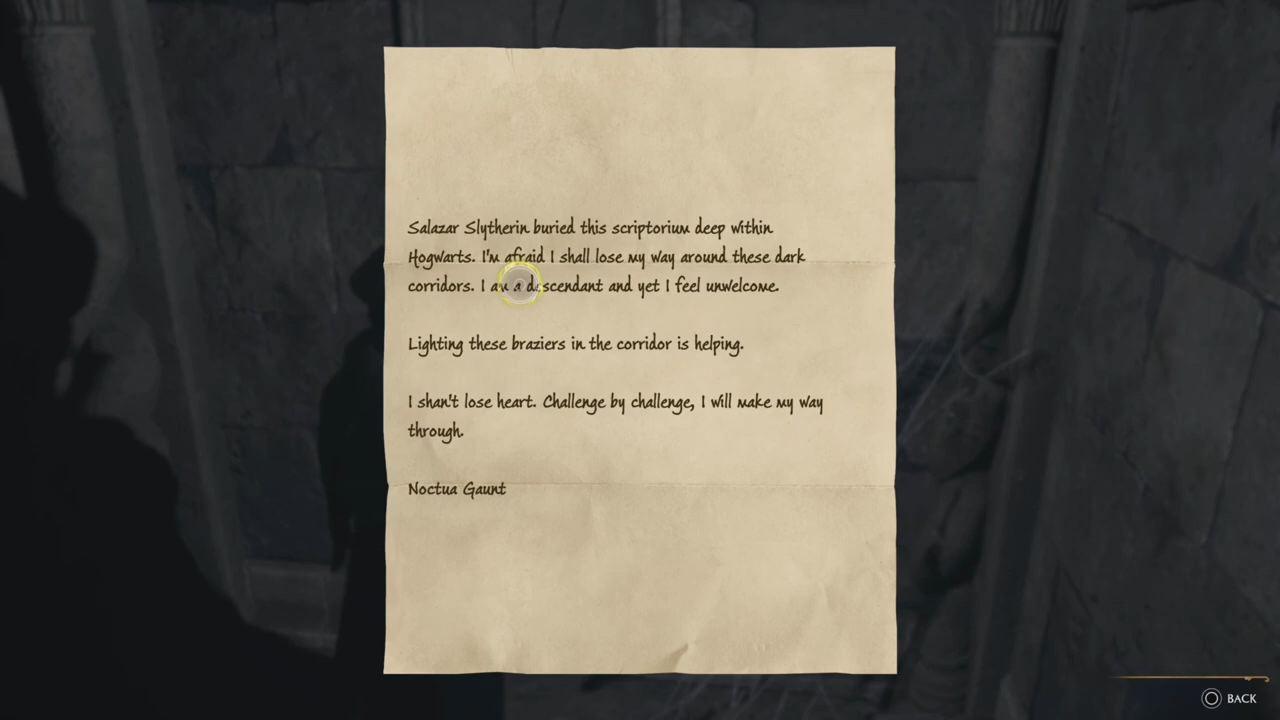 Salazar Slytherin buried this scriptorium deep within
Hogwarts. I'm afraid I shall lose my way around these dark
corridors. I am a descendant and yet I feel unwelcome.
Lighting these braziers in the corridor is helping.
I shan't lose heart. Challenge by challenge, I will make my way
through.
Noctua Gaunt
BACK